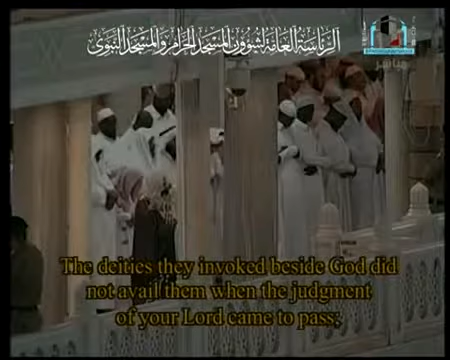 الرئاسة العامة لشؤون المسجد الحرام والمسجد النبوي
مباشر
The deities they invoked beside God did
not avail them when the judgment
of your Lord came to pass;